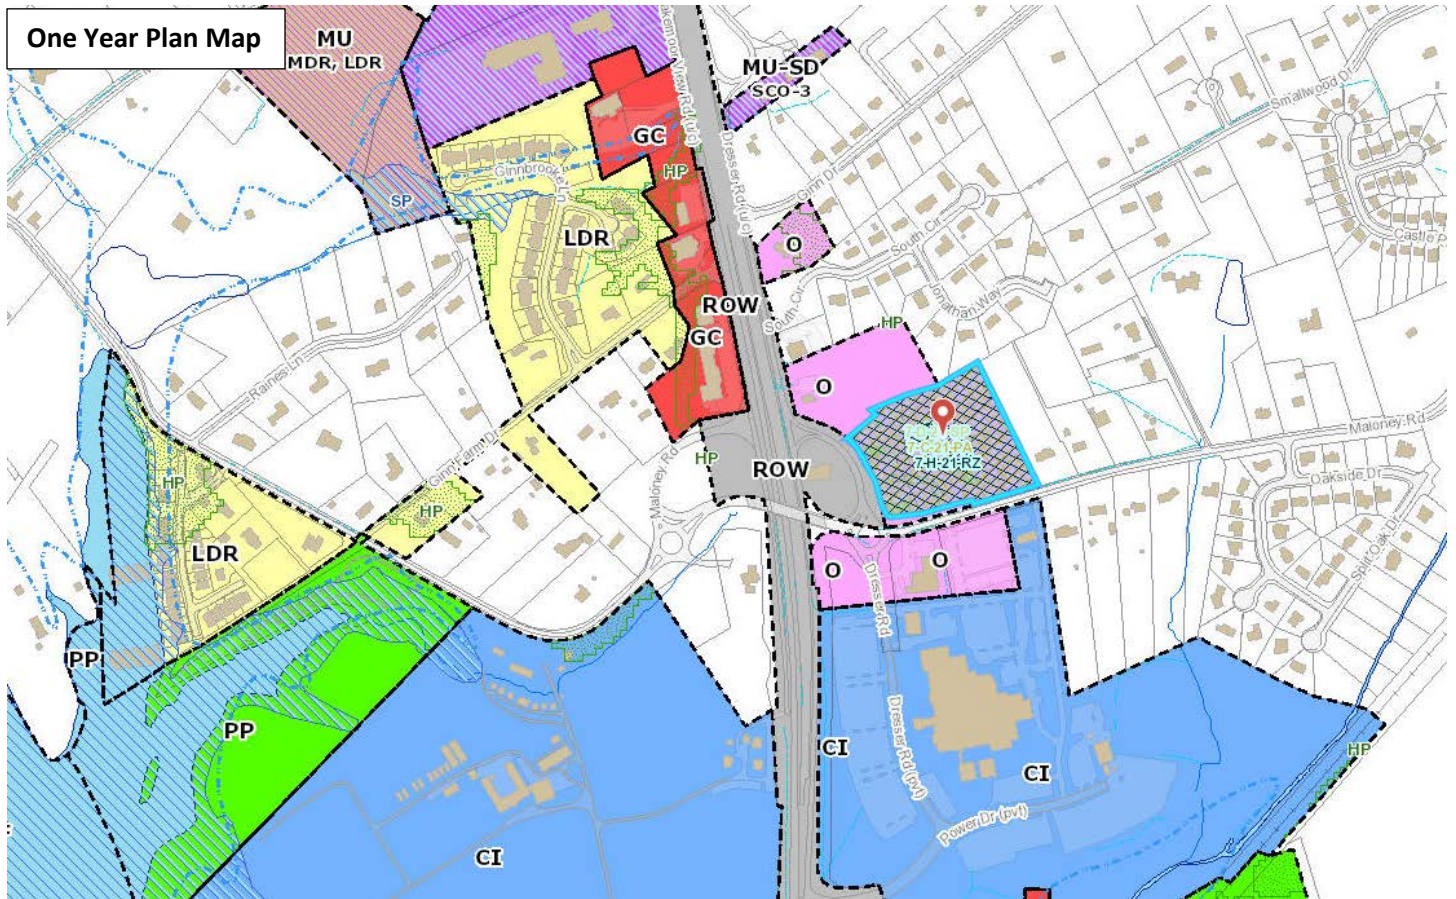 One Year Plan Map
MU
MDR, LDR
MU-SD
SCO-3
Smallwood Dr
GC
HP
Ginnbrooke Ln
Dresser Rd (u/c)
Ginn Dr
SP
LDR
O
South Cir
South Cir
Jonathan Way
ROW
GC
HP
Raines Ln
O
7-H-21-RZ
Maloney Rd
Ginn Farm Dr
HP
Maloney Rd
ROW
Oakside Dr
HP
HP
LDR
O
O
Split Oak Dr
Dresser Rd
PP
PP
Dresser Rd (pvt)
CI
HP
CI
Power Dr (pvt)
CI